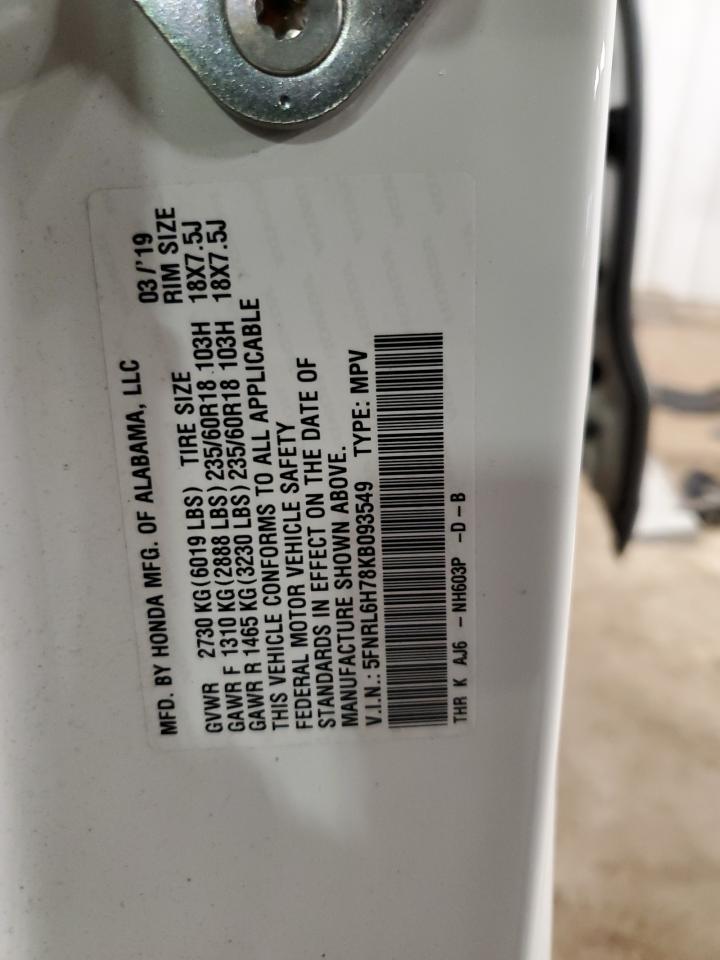 MFD. BY HONDA MFG. OF ALABAMA, LLC 03/'19
GVWR 2730 KG(6019 LBS) TIRE SIZE RIM SIZE
GAWR F 1310 KG(2888 LBS) 235/60R18 103H 18X7.5J
GAWR R 1465 KG(3230 LBS) 235/60R18 103H 18X7.5J
THIS VEHICLE CONFORMS TO ALL APPLICABLE
FEDERAL MOTOR VEHICLE SAFETY
STANDARDS IN EFFECT ON THE DATE OF
MANUFACTURE SHOWN ABOVE.
V.I.N.: 5FNRL6H78KB093549 TYPE: MPV
THR K AJ6 - NH603P -D-B